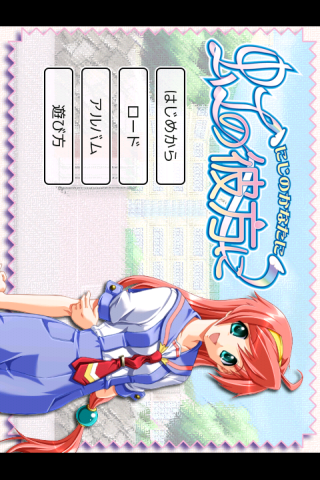 にじのかなたに
虹の彼方に
はじめから
ロード
アルバム
遊び方